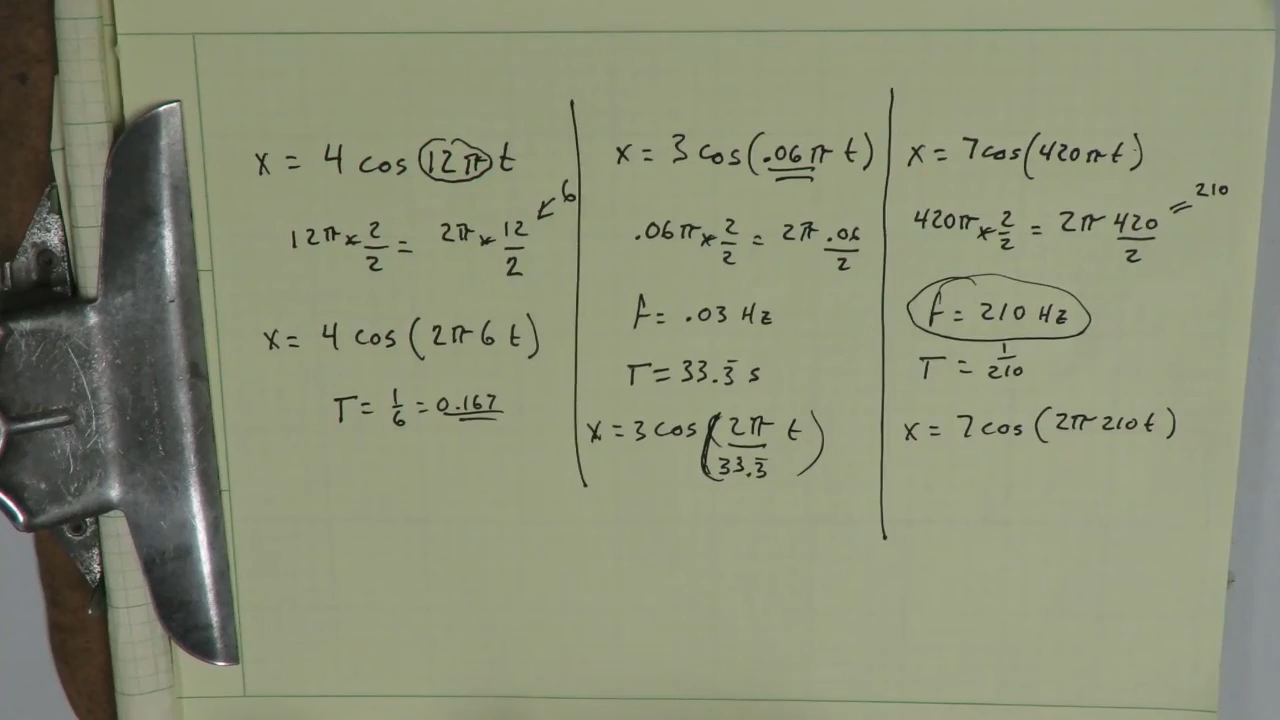 x = 4 cos 12π t
12π × 2/2 = 2π × 12/2 ↙ 6
x = 4 cos (2π 6 t)
T = 1/6 = 0.167
x = 3 cos (.06π t)
.06π × 2/2 = 2π .06/2
f = .03 Hz
T = 33.3̅ s
x = 3 cos (2π/33.3̅ t)
x = 7 cos (420π t)
420π × 2/2 = 2π 420/2 = 210
f = 210 Hz
T = 1/210
x = 7 cos (2π 210 t)